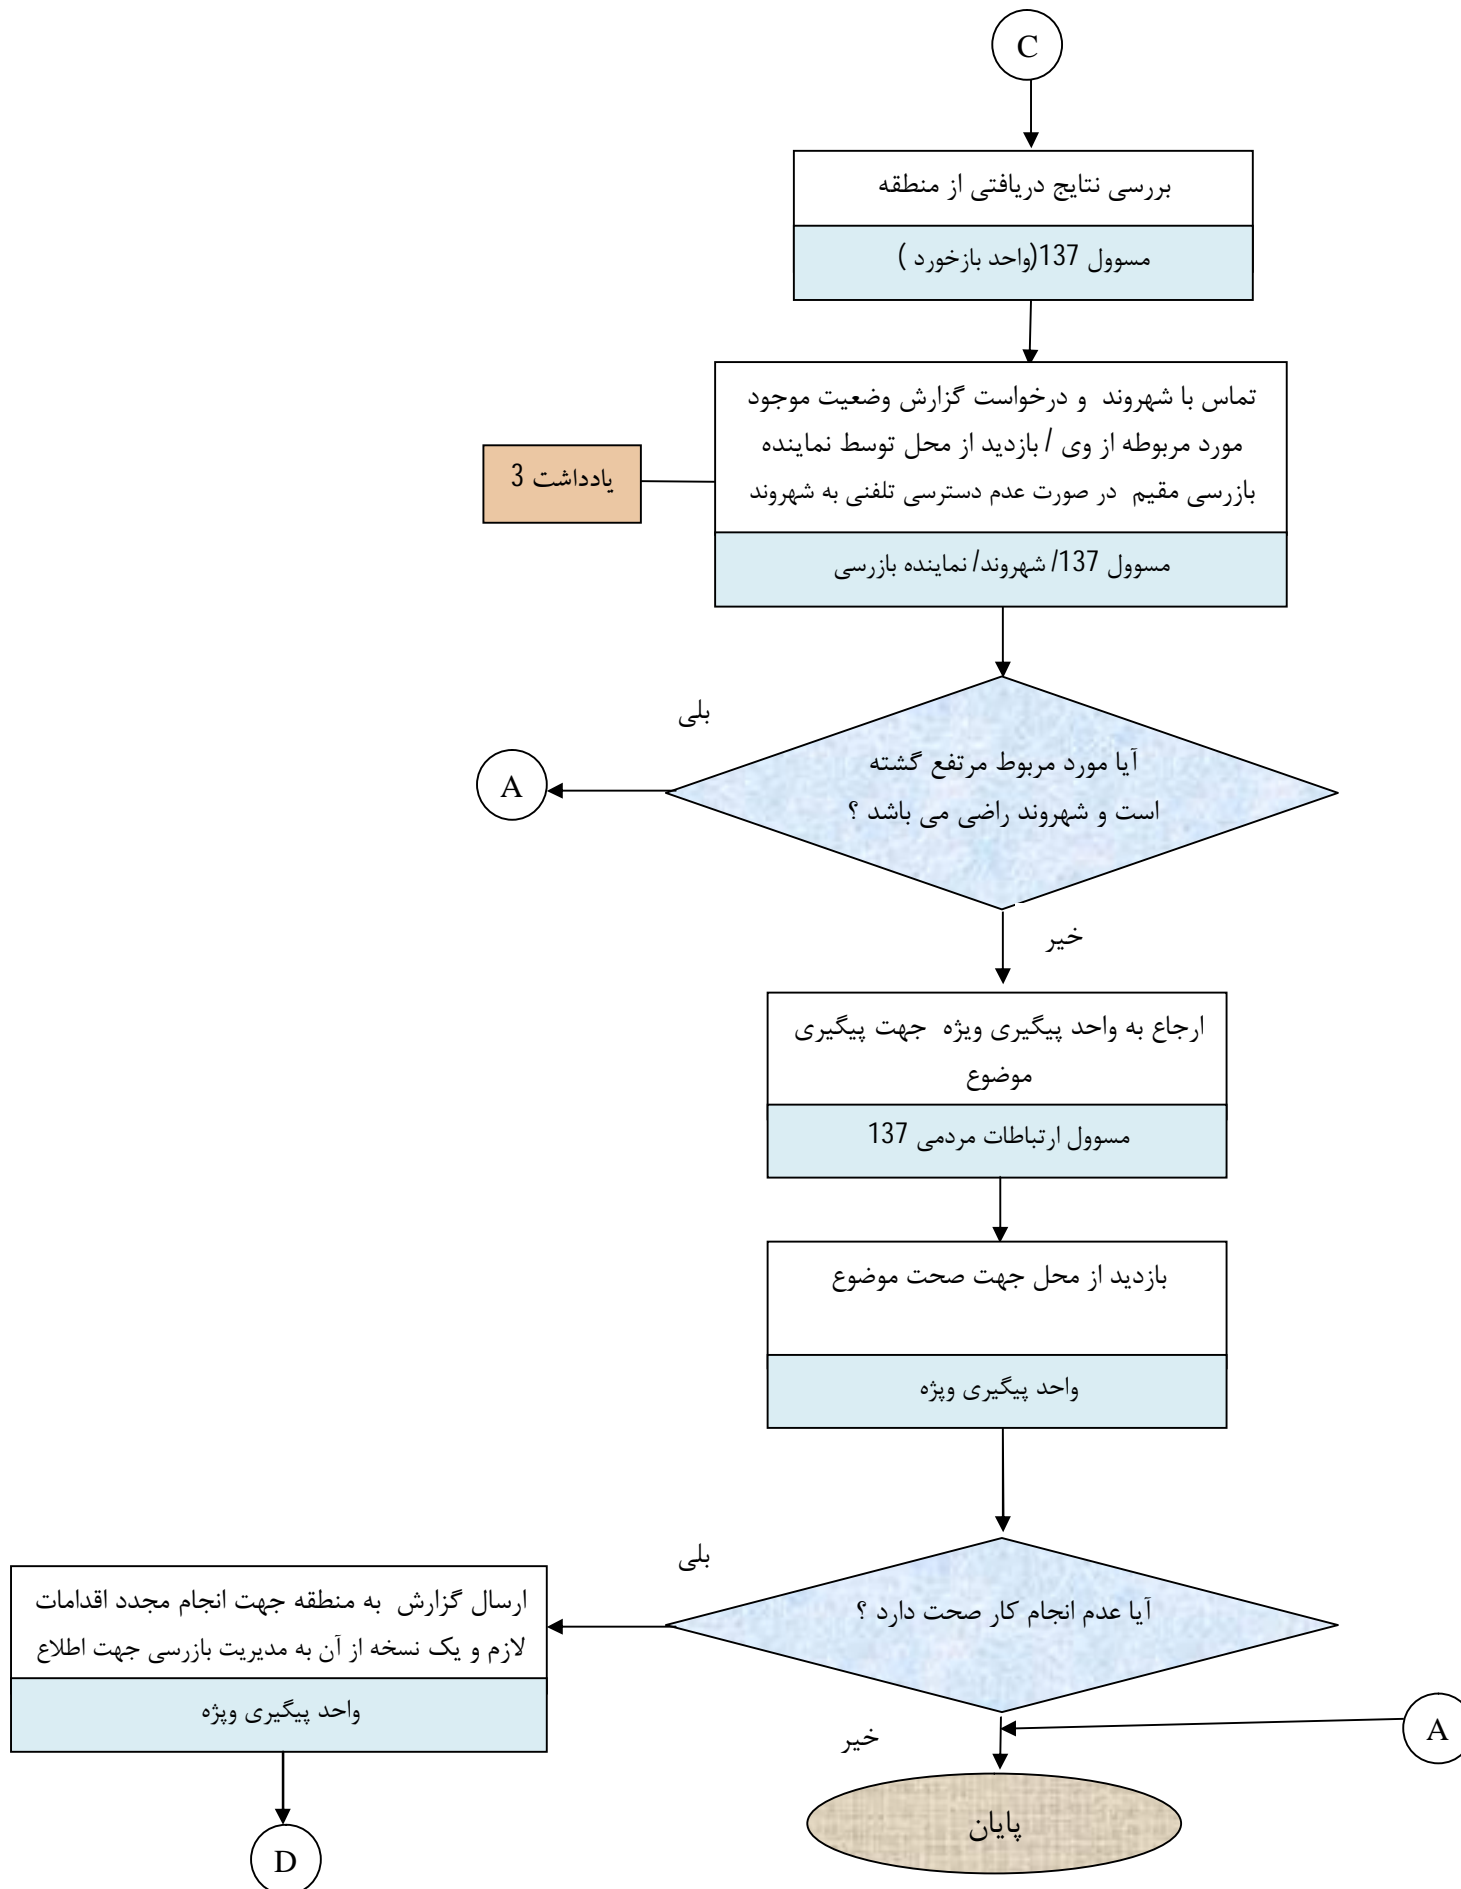 C
بررسی نتایج دریافتی از منطقه
مسوول 137(واحد بازخورد )
تماس با شهروند و درخواست گزارش وضعیت موجود
مورد مربوطه از وی / بازدید از محل توسط نماینده
بازرسی مقیم در صورت عدم دسترسی تلفنی به شهروند
یادداشت 3
مسوول 137/ شهروند/ نماینده بازرسی
بلی
آیا مورد مربوط مرتفع گشته
است و شهروند راضی می باشد ؟
A
خیر
ارجاع به واحد پیگیری ویژه جهت پیگیری
موضوع
مسوول ارتباطات مردمی 137
بازدید از محل جهت صحت موضوع
واحد پیگیری ویژه
بلی
آیا عدم انجام کار صحت دارد ؟
ارسال گزارش به منطقه جهت انجام مجدد اقدامات
لازم و یک نسخه از آن به مدیریت بازرسی جهت اطلاع
واحد پیگیری ویژه
خیر
A
پایان
D